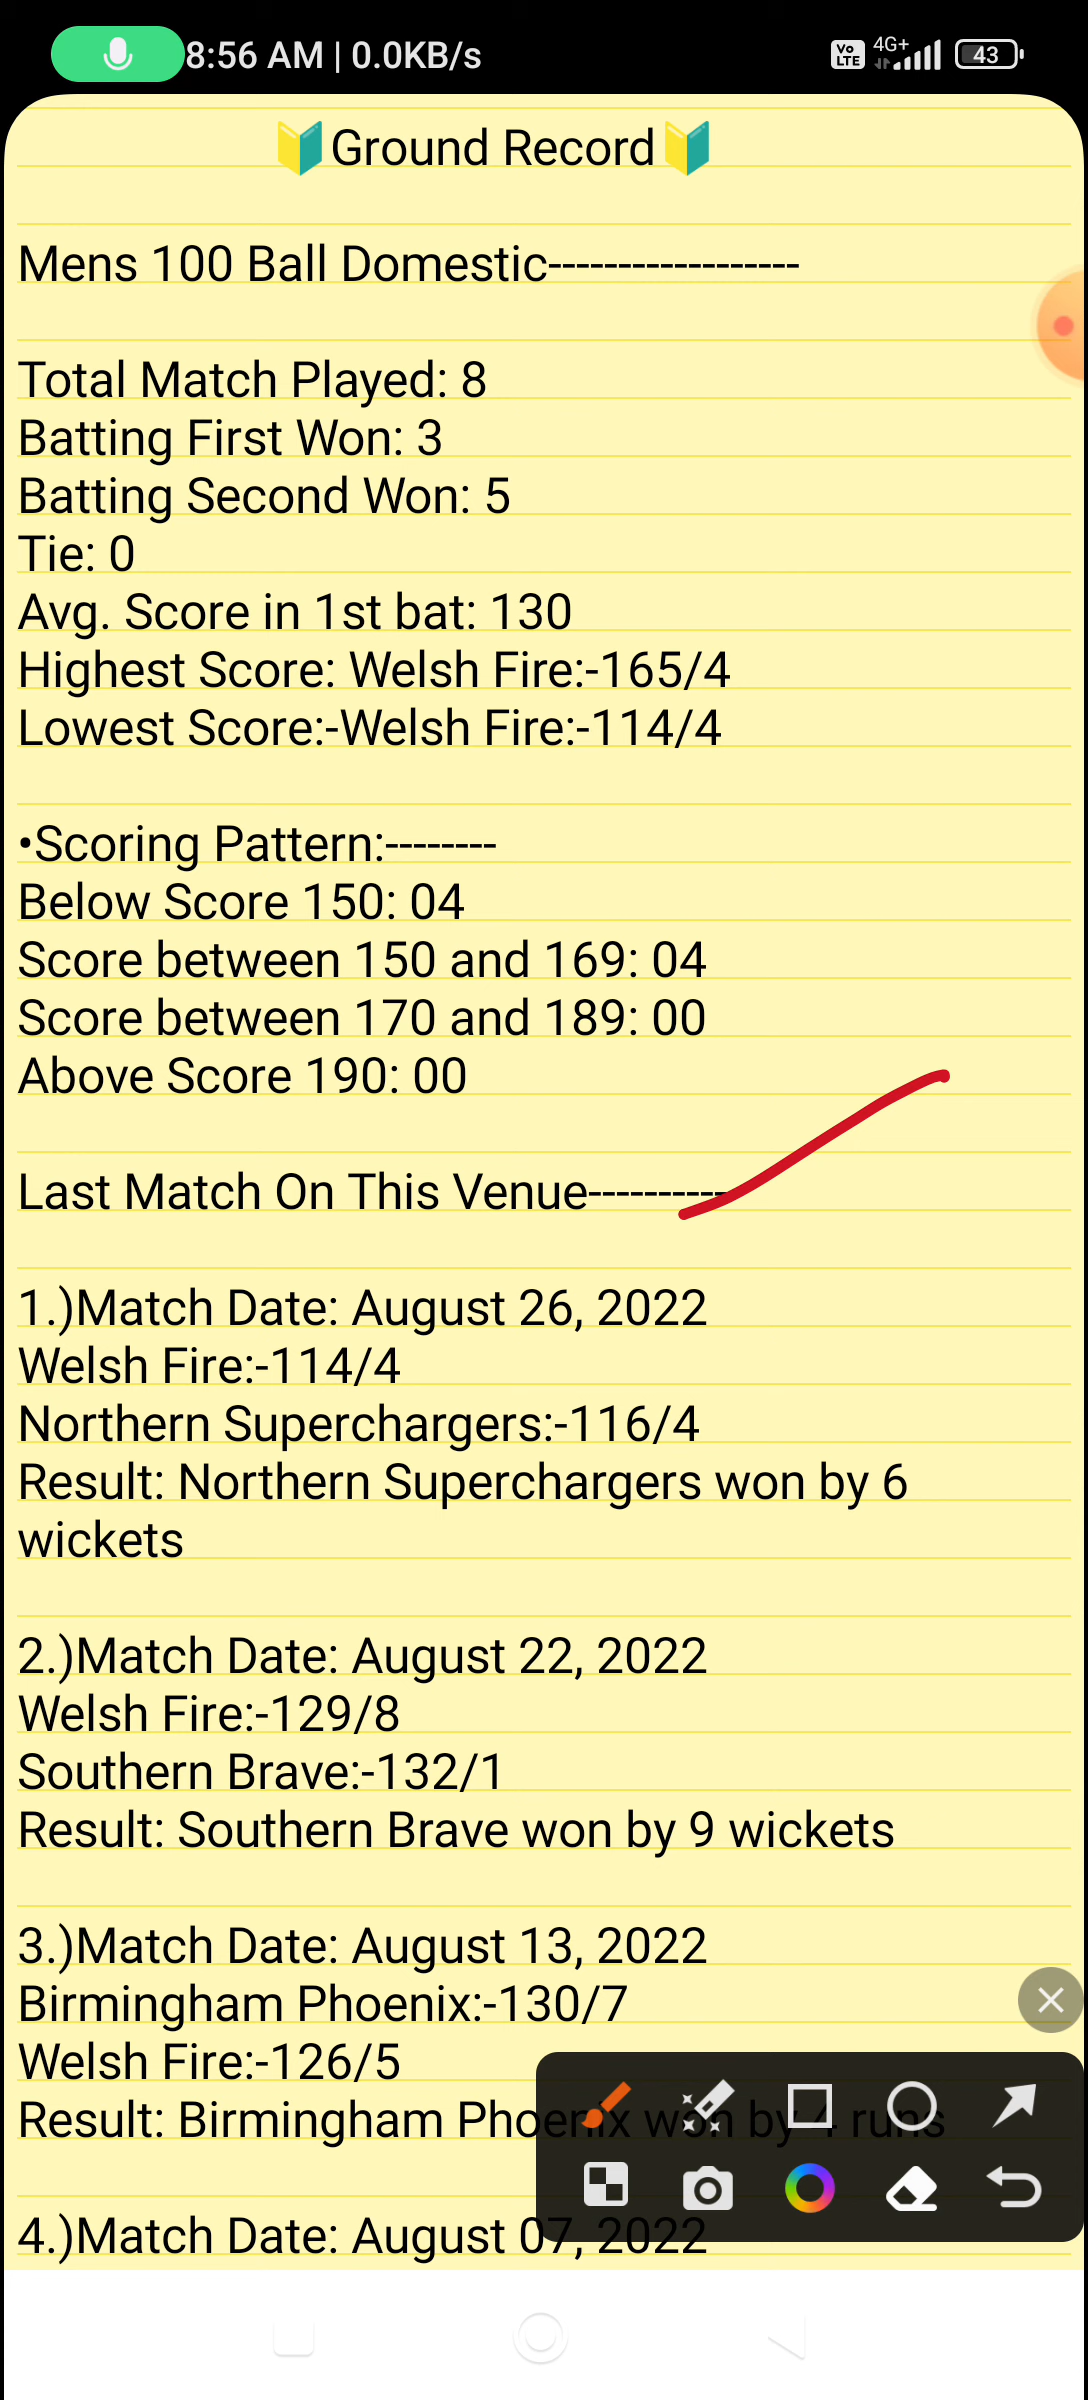 8:56 AM | 0.0KB/s Vo LTE 4G+ 43
🔰Ground Record🔰
Mens 100 Ball Domestic------------------
Total Match Played: 8
Batting First Won: 3
Batting Second Won: 5
Tie: 0
Avg. Score in 1st bat: 130
Highest Score: Welsh Fire:-165/4
Lowest Score:-Welsh Fire:-114/4
•Scoring Pattern:--------
Below Score 150: 04
Score between 150 and 169: 04
Score between 170 and 189: 00
Above Score 190: 00
Last Match On This Venue----------
1.)Match Date: August 26, 2022
Welsh Fire:-114/4
Northern Superchargers:-116/4
Result: Northern Superchargers won by 6
wickets
2.)Match Date: August 22, 2022
Welsh Fire:-129/8
Southern Brave:-132/1
Result: Southern Brave won by 9 wickets
3.)Match Date: August 13, 2022
Birmingham Phoenix:-130/7
Welsh Fire:-126/5
Result: Birmingham Phoenix won by 4 runs
4.)Match Date: August 07, 2022